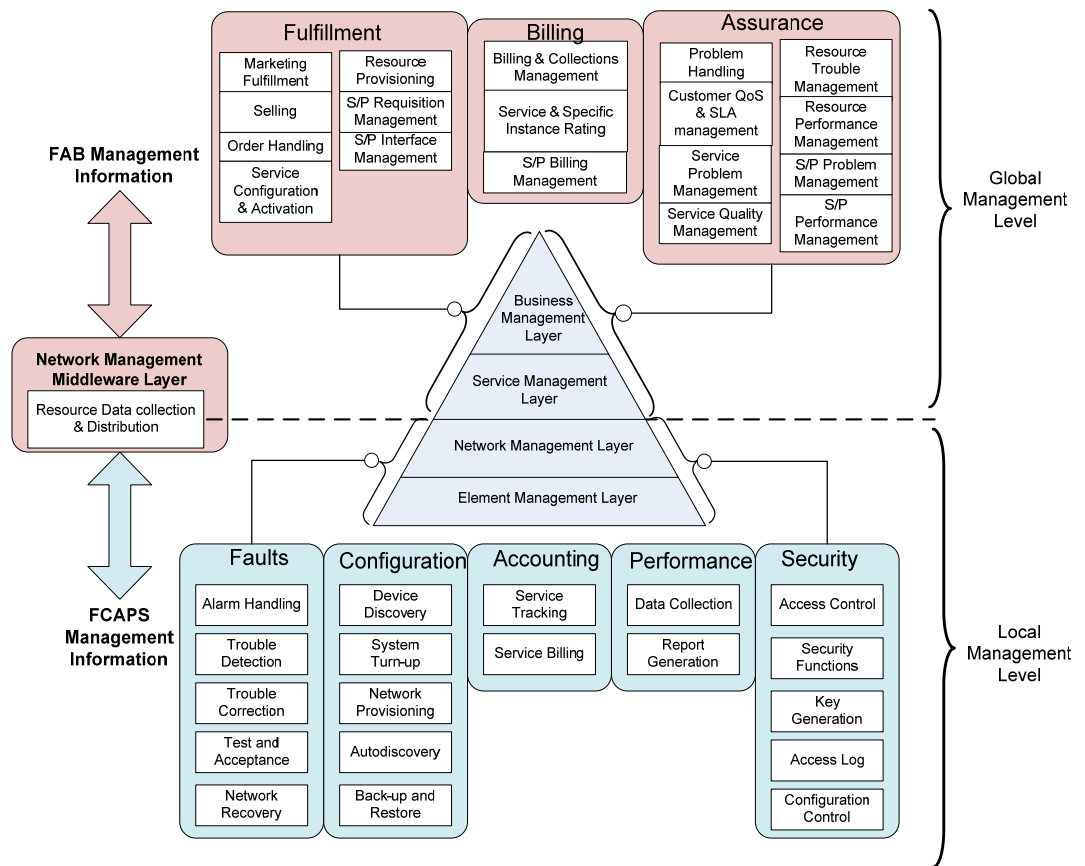 Fulfillment
Marketing
Fulfillment
Selling
Order Handling
Service
Configuration
& Activation
Resource
Provisioning
S/P Requisition
Management
S/P Interface
Management
Billing
Billing & Collections
Management
Service & Specific
Instance Rating
S/P Billing
Management
Assurance
Problem
Handling
Customer QoS
& SLA
management
Service
Problem
Management
Service Quality
Management
Resource
Trouble
Management
Resource
Performance
Management
S/P Problem
Management
S/P
Performance
Management
FAB Management
Information
Global
Management
Level
Business
Management
Layer
Service Management
Layer
Network Management Layer
Element Management Layer
Network Management
Middleware Layer
Resource Data collection
& Distribution
FCAPS
Management
Information
Faults
Alarm Handling
Trouble
Detection
Trouble
Correction
Test and
Acceptance
Network
Recovery
Configuration
Device
Discovery
System
Turn-up
Network
Provisioning
Autodiscovery
Back-up and
Restore
Accounting
Service
Tracking
Service Billing
Performance
Data Collection
Report
Generation
Security
Access Control
Security
Functions
Key
Generation
Access Log
Configuration
Control
Local
Management
Level